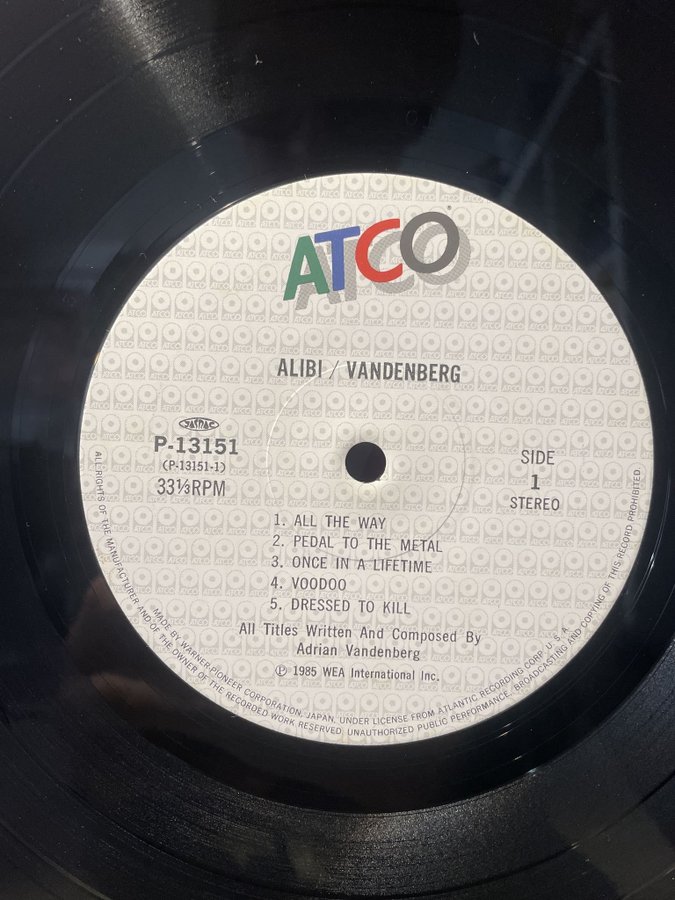 ATCO
ALIBI / VANDENBERG
JASRAC
P-13151
(P-13151-1)
33⅓RPM
SIDE
1
STEREO
1. ALL THE WAY
2. PEDAL TO THE METAL
3. ONCE IN A LIFETIME
4. VOODOO
5. DRESSED TO KILL
All Titles Written And Composed By
Adrian Vandenberg
Ⓟ 1985 WEA International Inc.
ALL RIGHTS OF THE MANUFACTURER AND OF THE OWNER OF THE RECORDED WORK RESERVED. UNAUTHORIZED PUBLIC PERFORMANCE, BROADCASTING AND COPYING OF THIS RECORD PROHIBITED.
MADE BY WARNER-PIONEER CORPORATION, JAPAN, UNDER LICENSE FROM ATLANTIC RECORDING CORP. U.S.A.